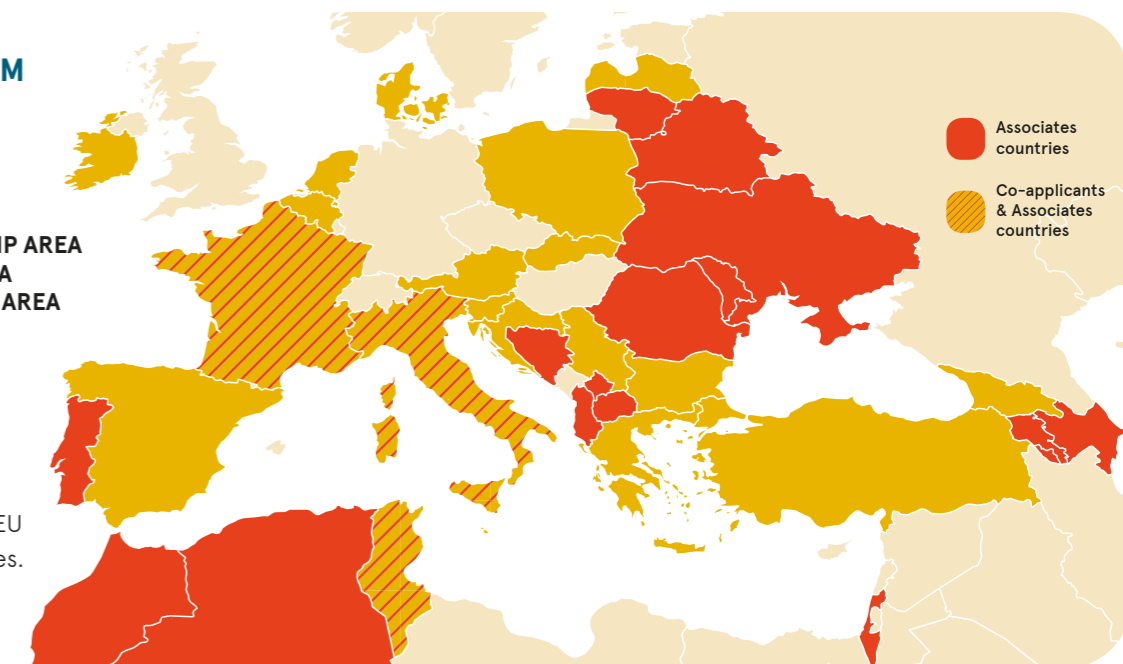 M
IP AREA
A
AREA
EU
es.
Associates
countries
Co-applicants
& Associates
countries